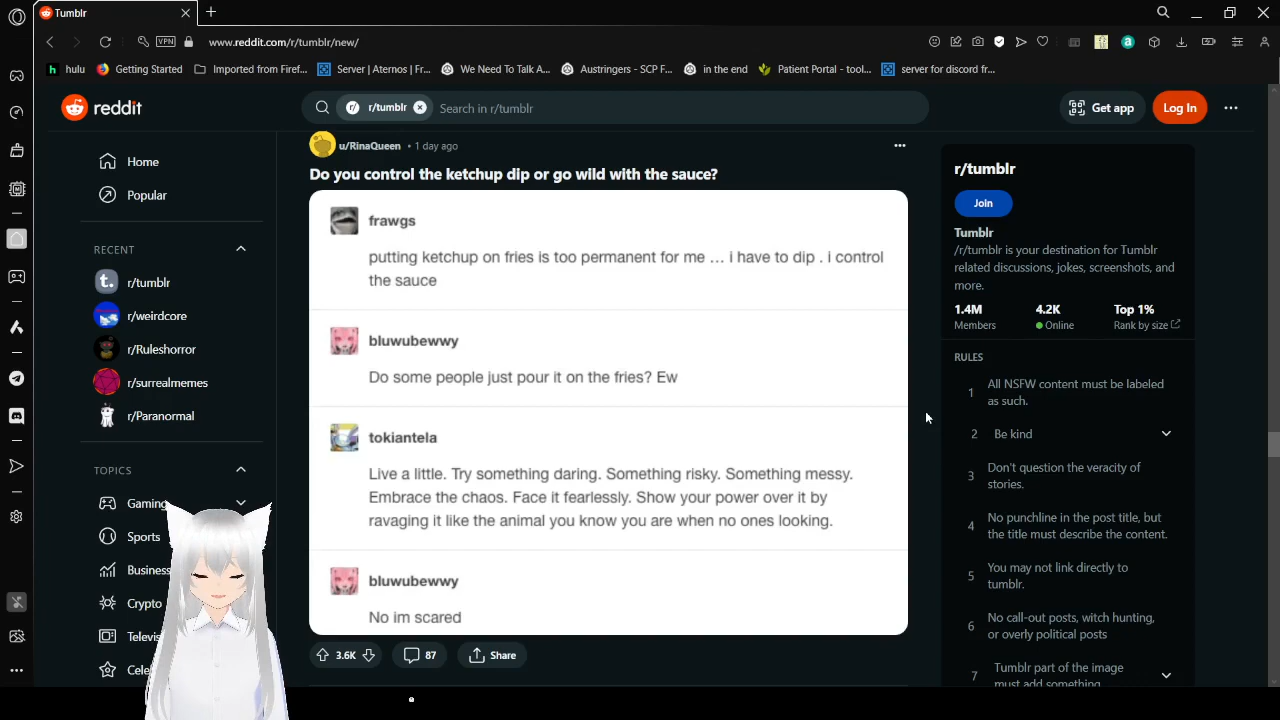 Tumblr
VPN
www.reddit.com/r/tumblr/new/
hulu
Getting Started
Imported from Firef...
Server | Aternos | Fr...
We Need To Talk A...
Austringers - SCP F...
in the end
Patient Portal - tool...
server for discord fr...
reddit
r/tumblr
Search in r/tumblr
Get app
Log In
Home
Popular
RECENT
r/tumblr
r/weirdcore
r/Ruleshorror
r/surrealmemes
r/Paranormal
TOPICS
Gaming
Sports
Business
Crypto
Televi
Cele
u/RinaQueen • 1 day ago
Do you control the ketchup dip or go wild with the sauce?
frawgs
putting ketchup on fries is too permanent for me ... i have to dip . i control
the sauce
bluwubewwy
Do some people just pour it on the fries? Ew
tokiantela
Live a little. Try something daring. Something risky. Something messy.
Embrace the chaos. Face it fearlessly. Show your power over it by
ravaging it like the animal you know you are when no ones looking.
bluwubewwy
No im scared
3.6K
87
Share
r/tumblr
Join
Tumblr
/r/tumblr is your destination for Tumblr
related discussions, jokes, screenshots, and
more.
1.4M 4.2K Top 1%
Members Online Rank by size
RULES
1 All NSFW content must be labeled
as such.
2 Be kind
3 Don't question the veracity of
stories.
4 No punchline in the post title, but
the title must describe the content.
5 You may not link directly to
tumblr.
6 No call-out posts, witch hunting,
or overly political posts
7 Tumblr part of the image
must add something